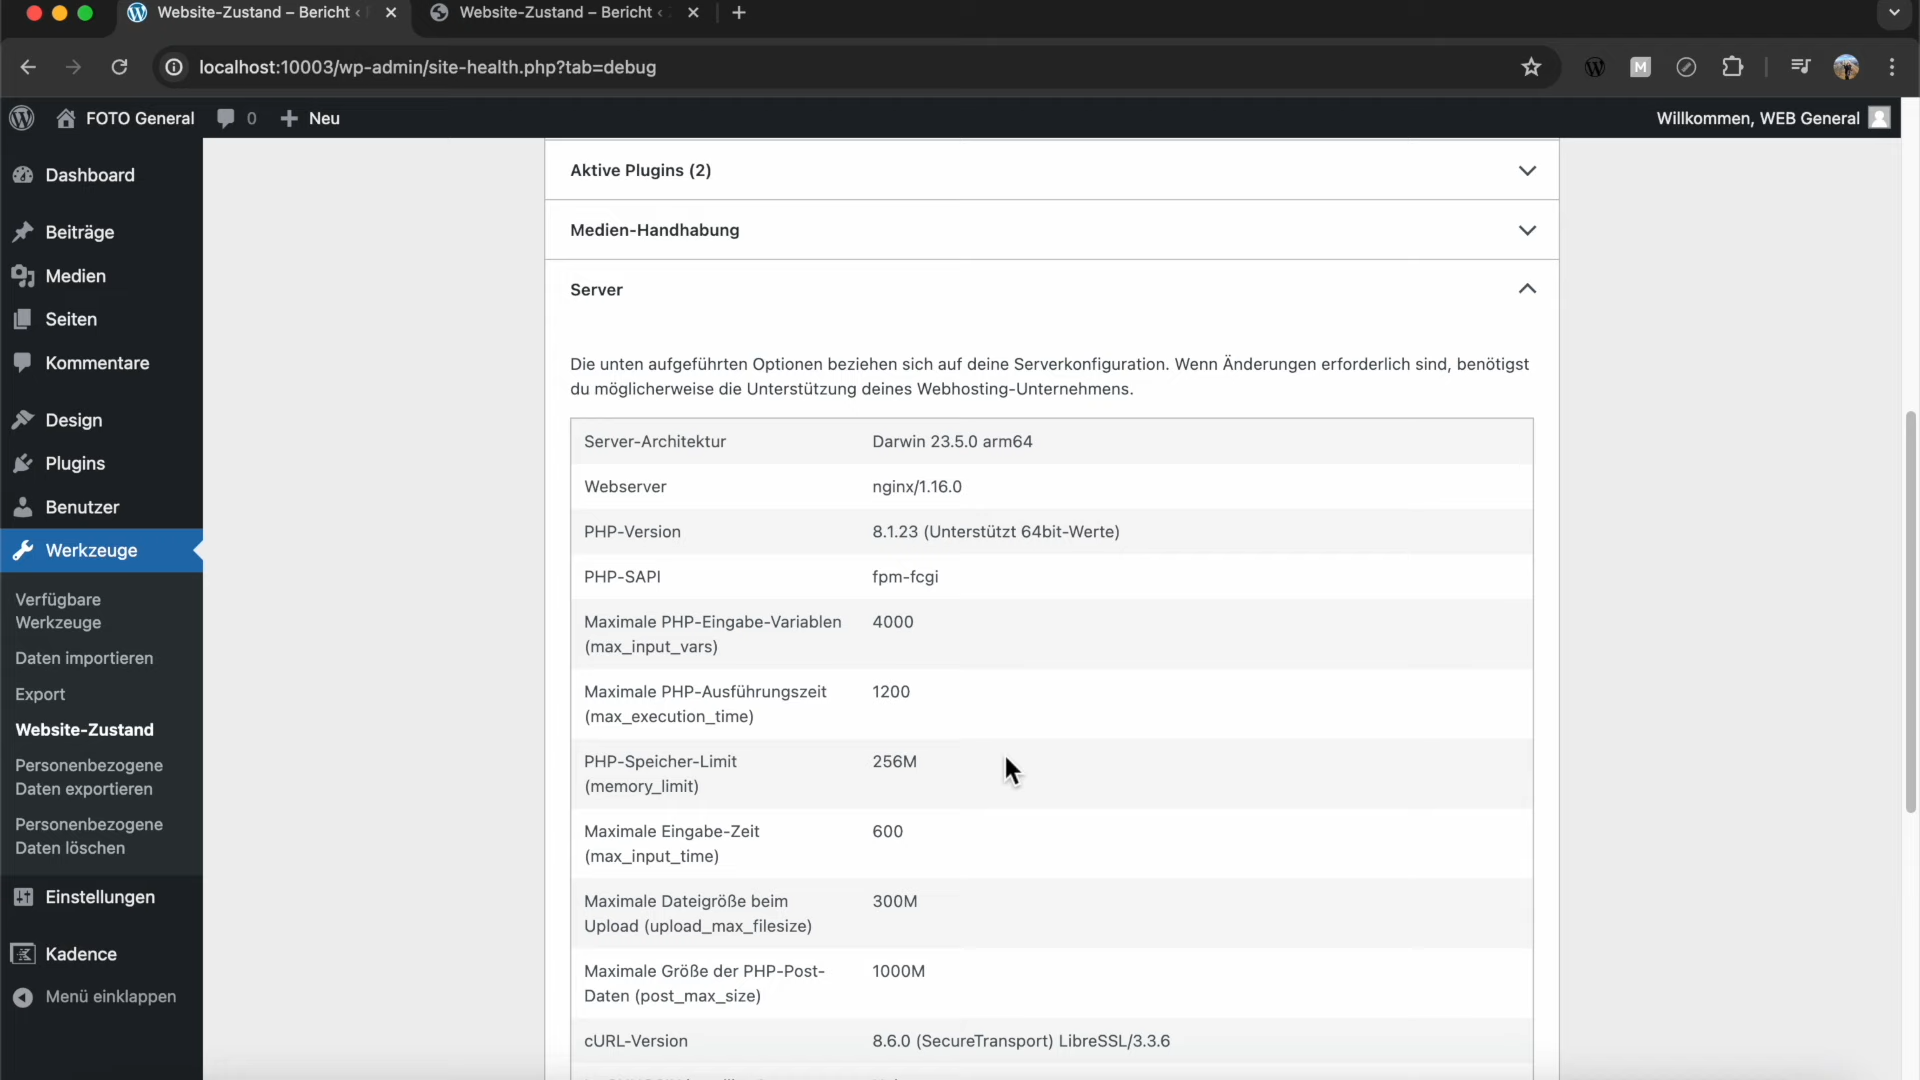 Website-Zustand – Bericht ‹
Website-Zustand – Bericht ‹
localhost:10003/wp-admin/site-health.php?tab=debug
M
FOTO General
0
Neu
Willkommen, WEB General
Dashboard
Beiträge
Medien
Seiten
Kommentare
Design
Plugins
Benutzer
Werkzeuge
Verfügbare
Werkzeuge
Daten importieren
Export
Website-Zustand
Personenbezogene
Daten exportieren
Personenbezogene
Daten löschen
Einstellungen
Kadence
Menü einklappen
Aktive Plugins (2)
Medien-Handhabung
Server
Die unten aufgeführten Optionen beziehen sich auf deine Serverkonfiguration. Wenn Änderungen erforderlich sind, benötigst
du möglicherweise die Unterstützung deines Webhosting-Unternehmens.
Server-Architektur Darwin 23.5.0 arm64
Webserver nginx/1.16.0
PHP-Version 8.1.23 (Unterstützt 64bit-Werte)
PHP-SAPI fpm-fcgi
Maximale PHP-Eingabe-Variablen 4000
(max_input_vars)
Maximale PHP-Ausführungszeit 1200
(max_execution_time)
PHP-Speicher-Limit 256M
(memory_limit)
Maximale Eingabe-Zeit 600
(max_input_time)
Maximale Dateigröße beim 300M
Upload (upload_max_filesize)
Maximale Größe der PHP-Post- 1000M
Daten (post_max_size)
cURL-Version 8.6.0 (SecureTransport) LibreSSL/3.3.6